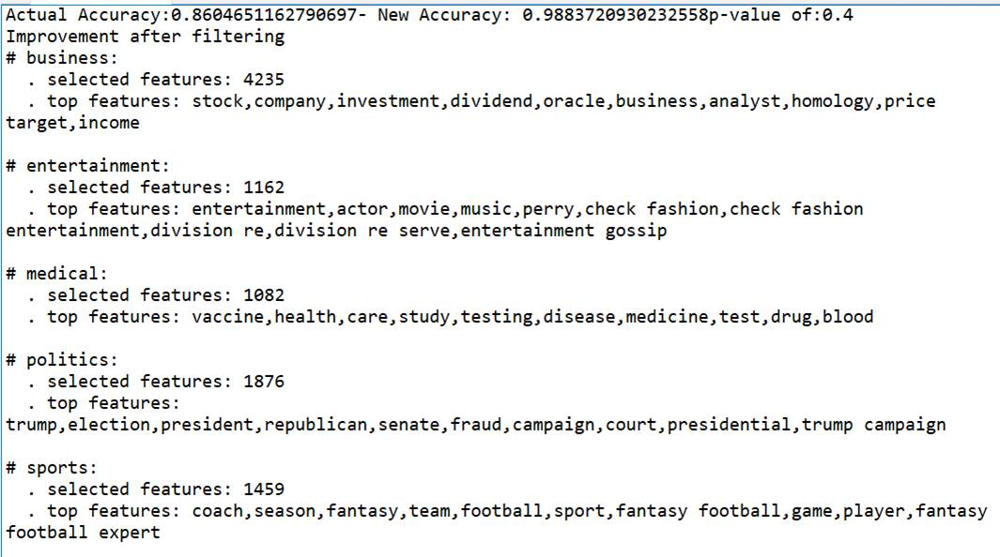 Actual Accuracy:0.8604651162790697- New Accuracy: 0.9883720930232558p-value of:0.4
Improvement after filtering
# business:
  . selected features: 4235
  . top features: stock,company,investment,dividend,oracle,business,analyst,homology,price
target,income
# entertainment:
  . selected features: 1162
  . top features: entertainment,actor,movie,music,perry,check fashion,check fashion
entertainment,division re,division re serve,entertainment gossip
# medical:
  . selected features: 1082
  . top features: vaccine,health,care,study,testing,disease,medicine,test,drug,blood
# politics:
  . selected features: 1876
  . top features:
trump,election,president,republican,senate,fraud,campaign,court,presidential,trump campaign
# sports:
  . selected features: 1459
  . top features: coach,season,fantasy,team,football,sport,fantasy football,game,player,fantasy
football expert